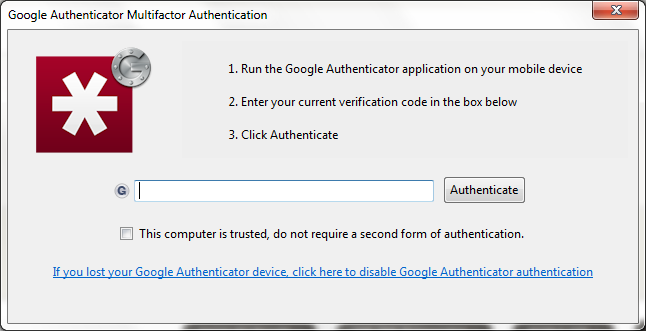 Google Authenticator Multifactor Authentication
1. Run the Google Authenticator application on your mobile device
2. Enter your current verification code in the box below
3. Click Authenticate
G
Authenticate
This computer is trusted, do not require a second form of authentication.
If you lost your Google Authenticator device, click here to disable Google Authenticator authentication